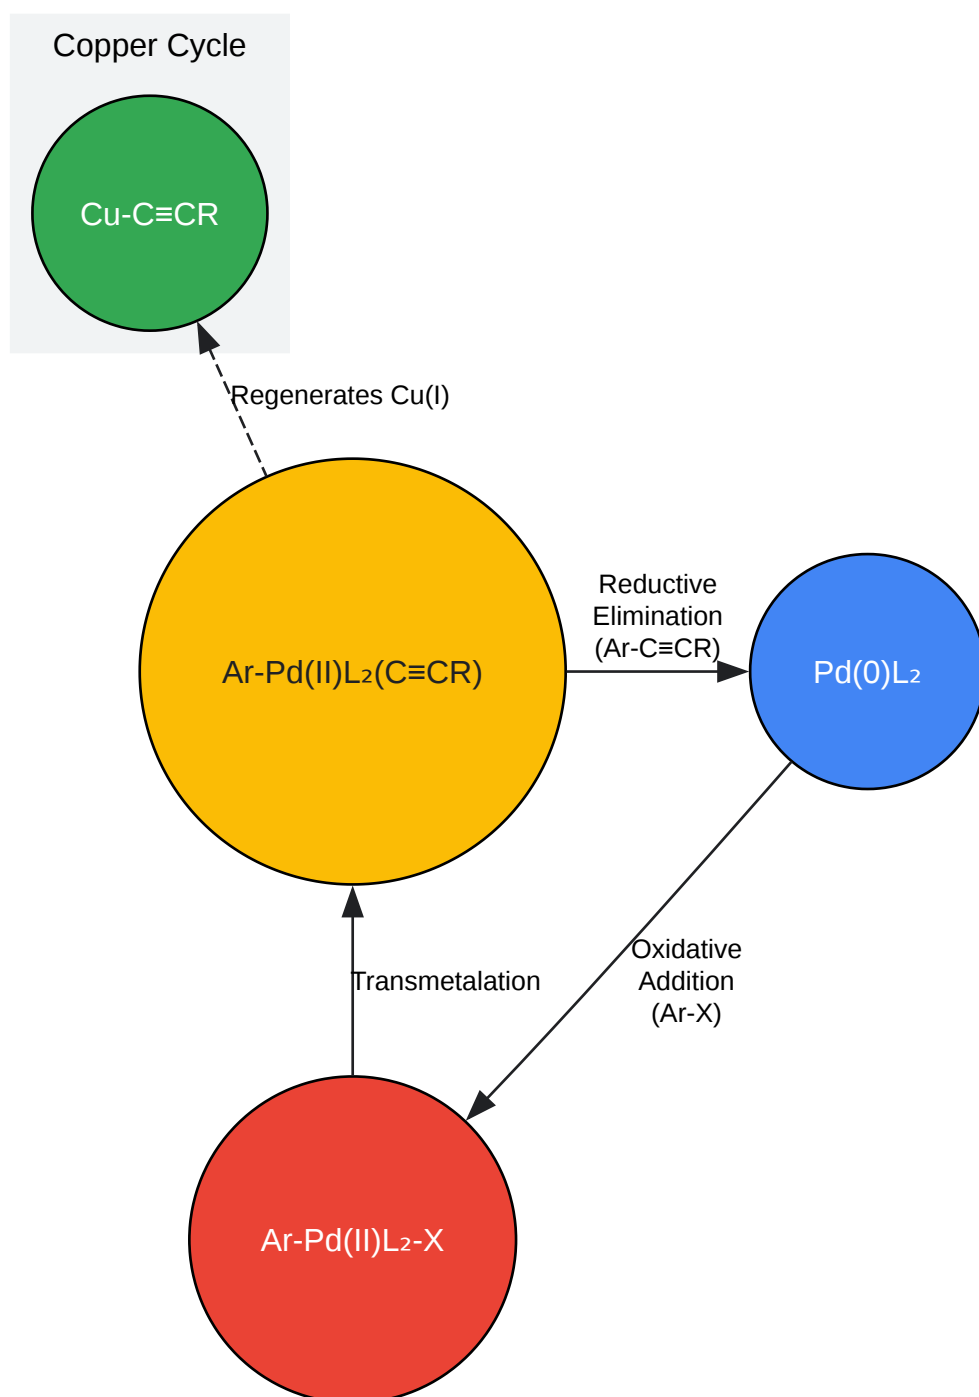 Copper Cycle
Cu-C≡CR
Regenerates Cu(I)
Ar-Pd(II)L₂(C≡CR)
Reductive
Elimination
(Ar-C≡CR)
Pd(0)L₂
Transmetalation
Oxidative
Addition
(Ar-X)
Ar-Pd(II)L₂-X